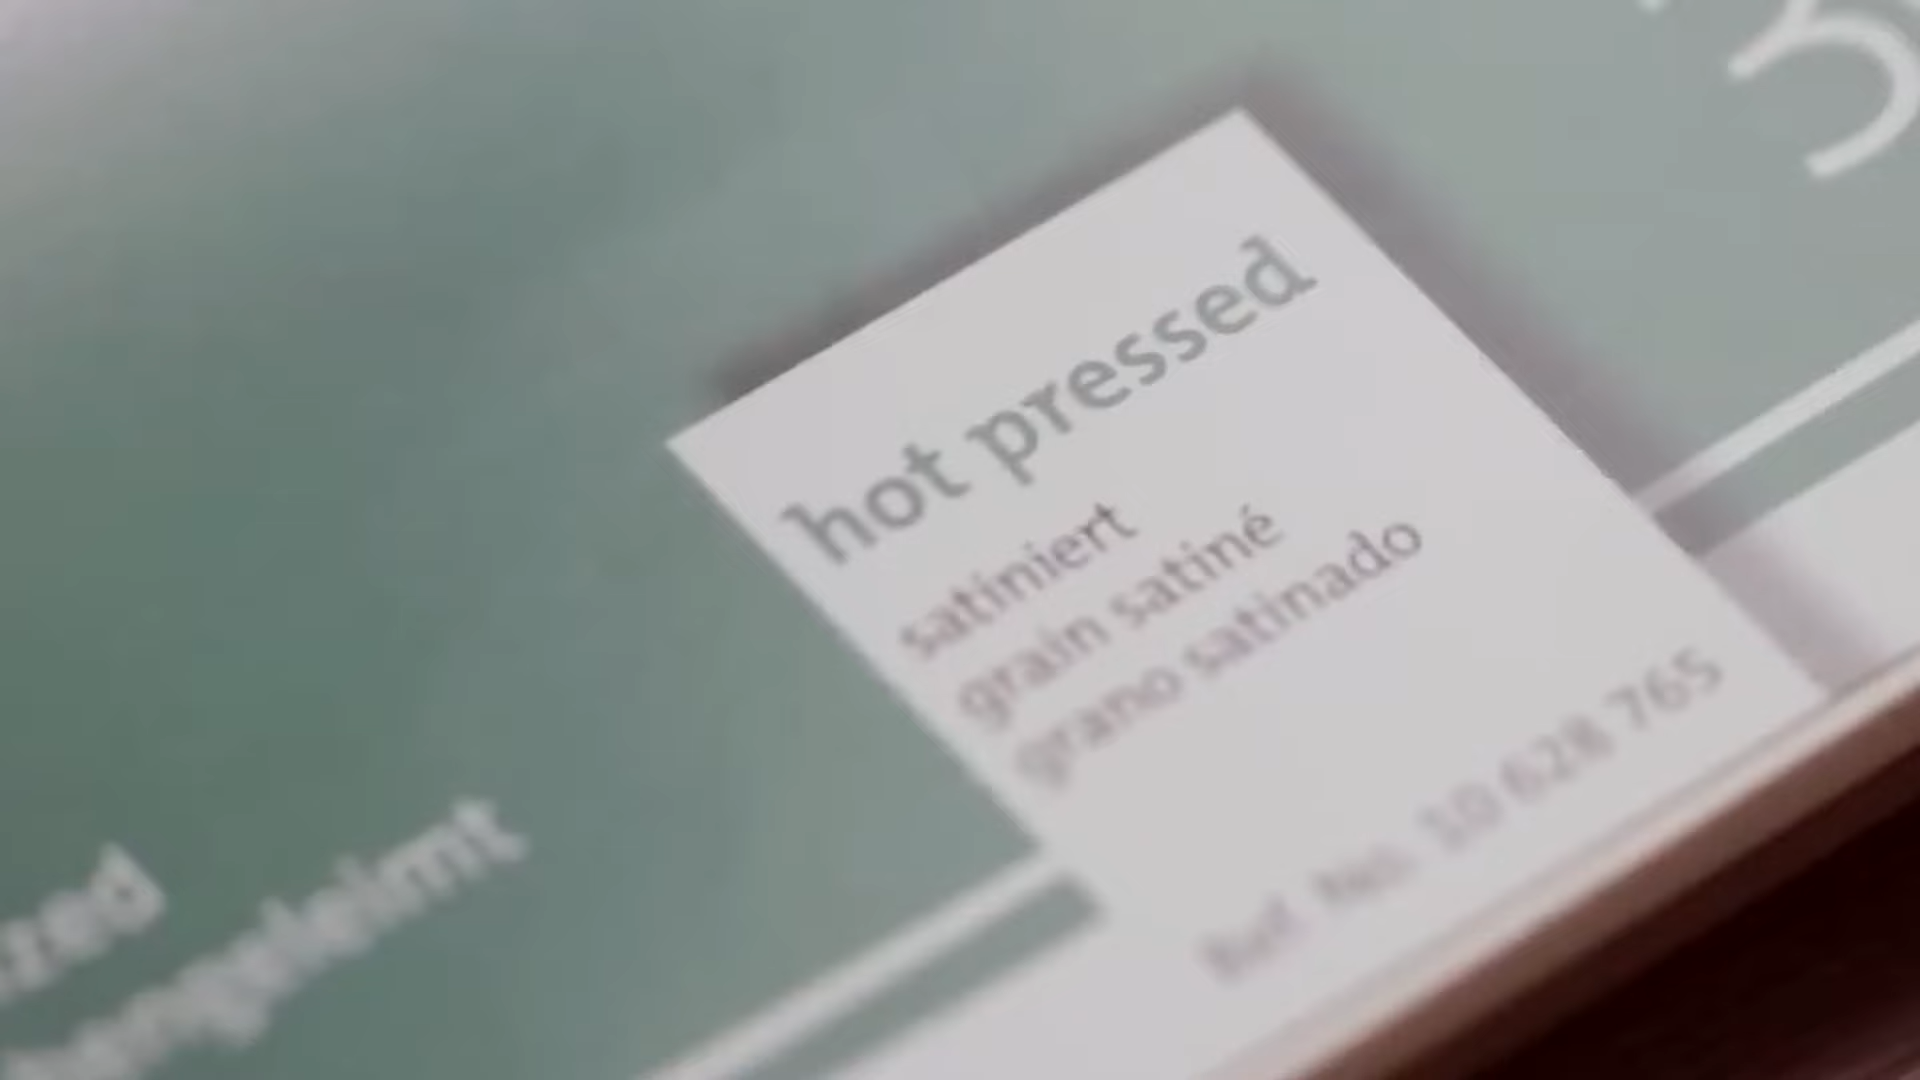 hot pressed
satiniert
grain satiné
grano satinado
Ref. No. 10 628 765